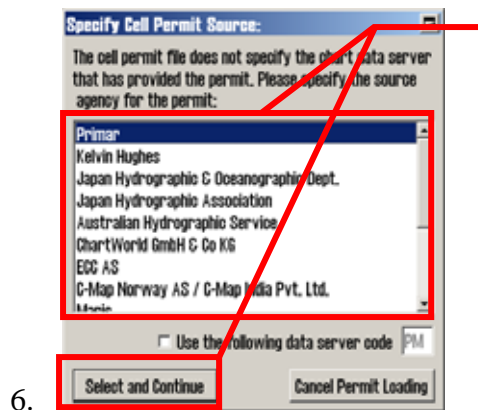 Specify Cell Permit Source:
The cell permit file does not specify the chart data server
that has provided the permit. Please specify the source
agency for the permit:
Primar
Kelvin Hughes
Japan Hydrographic & Oceanographic Dept.
Japan Hydrographic Association
Australian Hydrographic Service
ChartWorld GmbH & Co KG
ECC AS
C-Map Norway AS / C-Map India Pvt. Ltd.
Use the following data server code PM
6. Select and Continue Cancel Permit Loading